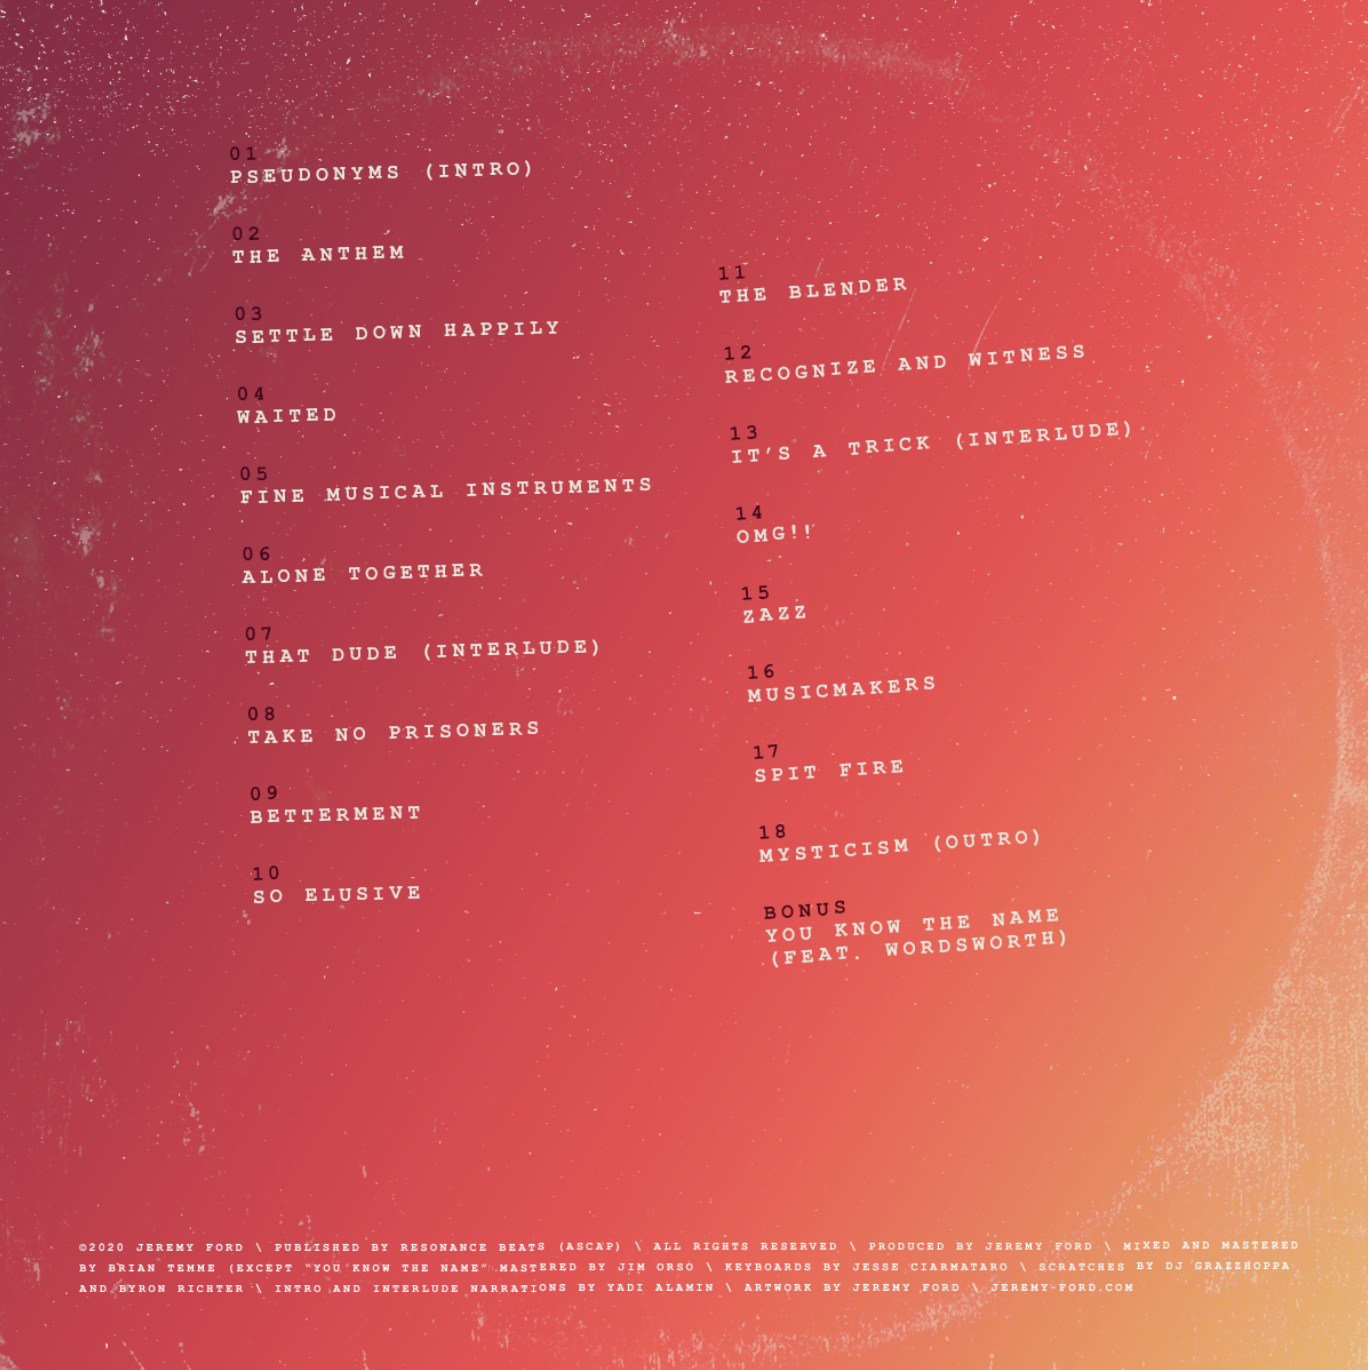 01
PSEUDONYMS (INTRO)
02
THE ANTHEM
03
SETTLE DOWN HAPPILY
04
WAITED
05
FINE MUSICAL INSTRUMENTS
06
ALONE TOGETHER
07
THAT DUDE (INTERLUDE)
08
TAKE NO PRISONERS
09
BETTERMENT
10
SO ELUSIVE
11
THE BLENDER
12
RECOGNIZE AND WITNESS
13
IT'S A TRICK (INTERLUDE)
14
OMG!!
15
ZAZZ
16
MUSICMAKERS
17
SPIT FIRE
18
MYSTICISM (OUTRO)
BONUS
YOU KNOW THE NAME
(FEAT. WORDSWORTH)
©2020 JEREMY FORD \ PUBLISHED BY RESONANCE BEATS (ASCAP) \ ALL RIGHTS RESERVED \ PRODUCED BY JEREMY FORD \ MIXED AND MASTERED
BY BRIAN TEMME (EXCEPT "YOU KNOW THE NAME" MASTERED BY JIM ORSO \ KEYBOARDS BY JESSE CIARMATARO \ SCRATCHES BY DJ GRAZZHOPPA
AND BYRON RICHTER \ INTRO AND INTERLUDE NARRATIONS BY YADI ALAMIN \ ARTWORK BY JEREMY FORD \ JEREMY-FORD.COM